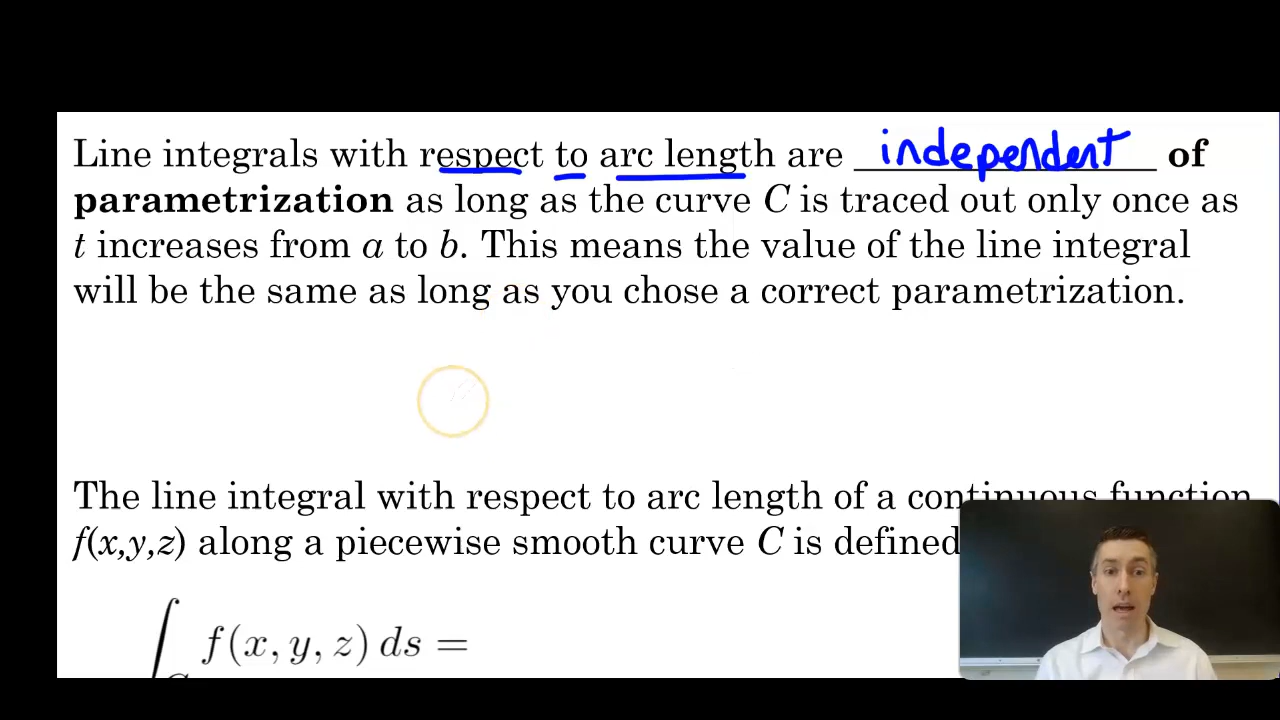 Line integrals with respect to arc length are independent of
parametrization as long as the curve C is traced out only once as
t increases from a to b. This means the value of the line integral
will be the same as long as you chose a correct parametrization.
The line integral with respect to arc length of a continuous function
f(x,y,z) along a piecewise smooth curve C is defined
∫ f(x, y, z) ds =
C